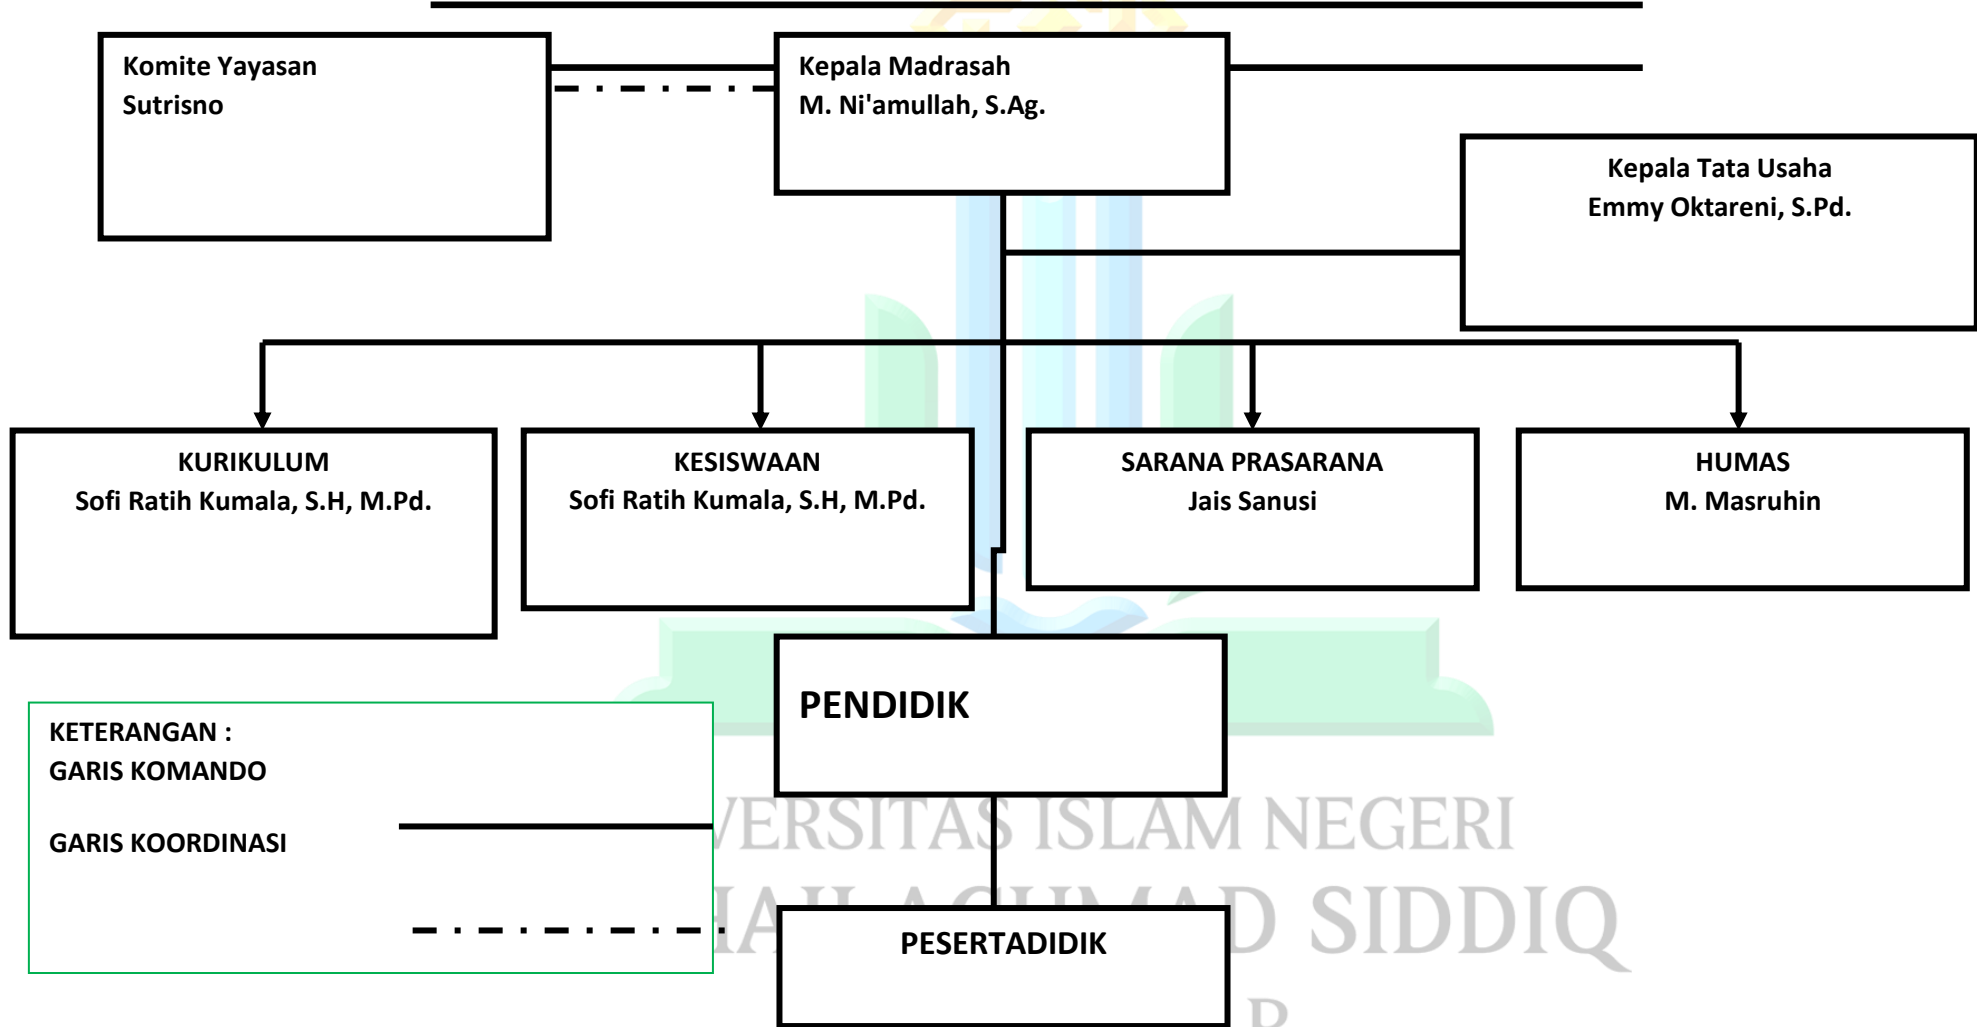 Komite Yayasan
Sutrisno
Kepala Madrasah
M. Ni'amullah, S.Ag.
Kepala Tata Usaha
Emmy Oktareni, S.Pd.
KURIKULUM
Sofi Ratih Kumala, S.H, M.Pd.
KESISWAAN
Sofi Ratih Kumala, S.H, M.Pd.
SARANA PRASARANA
Jais Sanusi
HUMAS
M. Masruhin
PENDIDIK
KETERANGAN :
GARIS KOMANDO
GARIS KOORDINASI
PESERTADIDIK
ISLAM NEGERI
SIDDIQ